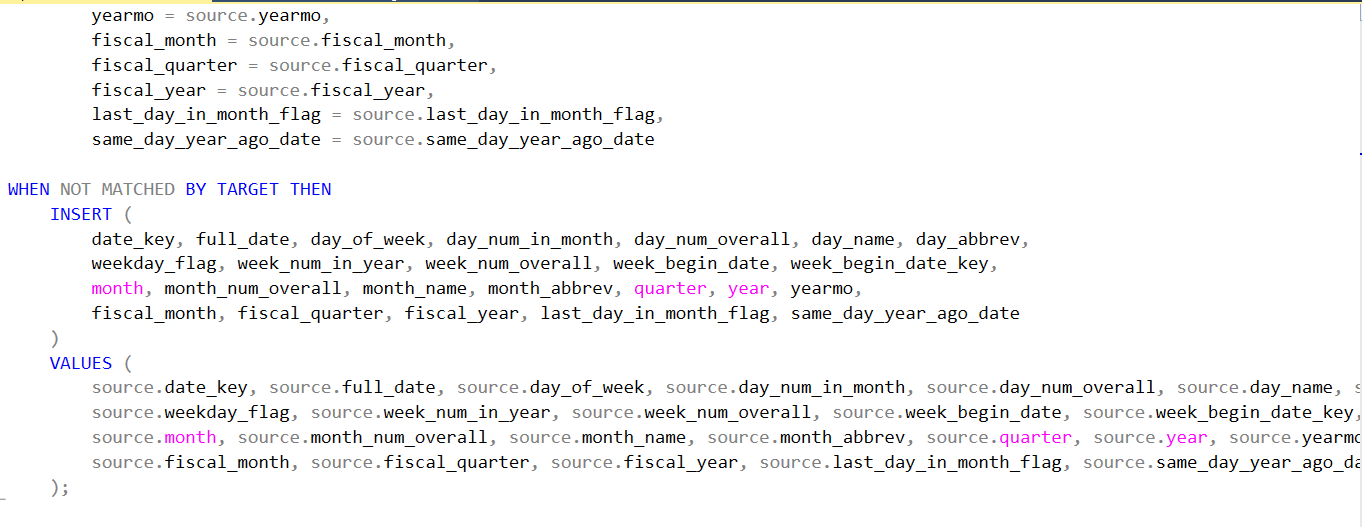 yearmo = source.yearmo,
fiscal_month = source.fiscal_month,
fiscal_quarter = source.fiscal_quarter,
fiscal_year = source.fiscal_year,
last_day_in_month_flag = source.last_day_in_month_flag,
same_day_year_ago_date = source.same_day_year_ago_date
WHEN NOT MATCHED BY TARGET THEN
INSERT (
date_key, full_date, day_of_week, day_num_in_month, day_num_overall, day_name, day_abbrev,
weekday_flag, week_num_in_year, week_num_overall, week_begin_date, week_begin_date_key,
month, month_num_overall, month_name, month_abbrev, quarter, year, yearmo,
fiscal_month, fiscal_quarter, fiscal_year, last_day_in_month_flag, same_day_year_ago_date
)
VALUES (
source.date_key, source.full_date, source.day_of_week, source.day_num_in_month, source.day_num_overall, source.day_name,
source.weekday_flag, source.week_num_in_year, source.week_num_overall, source.week_begin_date, source.week_begin_date_key,
source.month, source.month_num_overall, source.month_name, source.month_abbrev, source.quarter, source.year, source.yearmo
source.fiscal_month, source.fiscal_quarter, source.fiscal_year, source.last_day_in_month_flag, source.same_day_year_ago_da
);